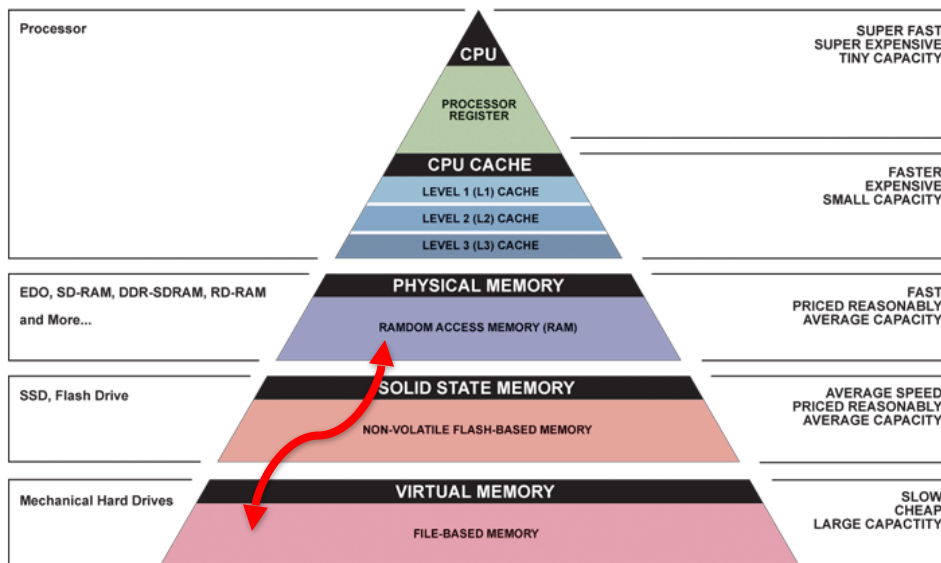 Processor
SUPER FAST
SUPER EXPENSIVE
TINY CAPACITY
CPU
PROCESSOR
REGISTER
CPU CACHE
LEVEL 1 (L1) CACHE
LEVEL 2 (L2) CACHE
LEVEL 3 (L3) CACHE
FASTER
EXPENSIVE
SMALL CAPACITY
EDO, SD-RAM, DDR-SDRAM, RD-RAM
and More...
PHYSICAL MEMORY
RAMDOM ACCESS MEMORY (RAM)
FAST
PRICED REASONABLY
AVERAGE CAPACITY
SSD, Flash Drive
SOLID STATE MEMORY
NON-VOLATILE FLASH-BASED MEMORY
AVERAGE SPEED
PRICED REASONABLY
AVERAGE CAPACITY
Mechanical Hard Drives
VIRTUAL MEMORY
FILE-BASED MEMORY
SLOW
CHEAP
LARGE CAPACTITY